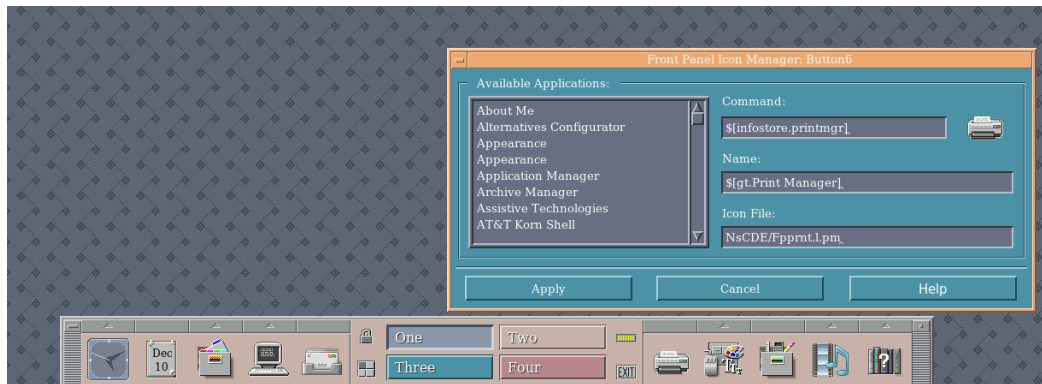 Front Panel Icon Manager: Button6
Available Applications:
About Me
Alternatives Configurator
Appearance
Appearance
Application Manager
Archive Manager
Assistive Technologies
AT&T Korn Shell
Command:
$[infostore.printmgr]
Name:
$[gt.Print Manager]
Icon File:
NsCDE/Fpprnt.l.pm
Apply
Cancel
Help
Dec
10
One
Two
Three
Four
EXIT